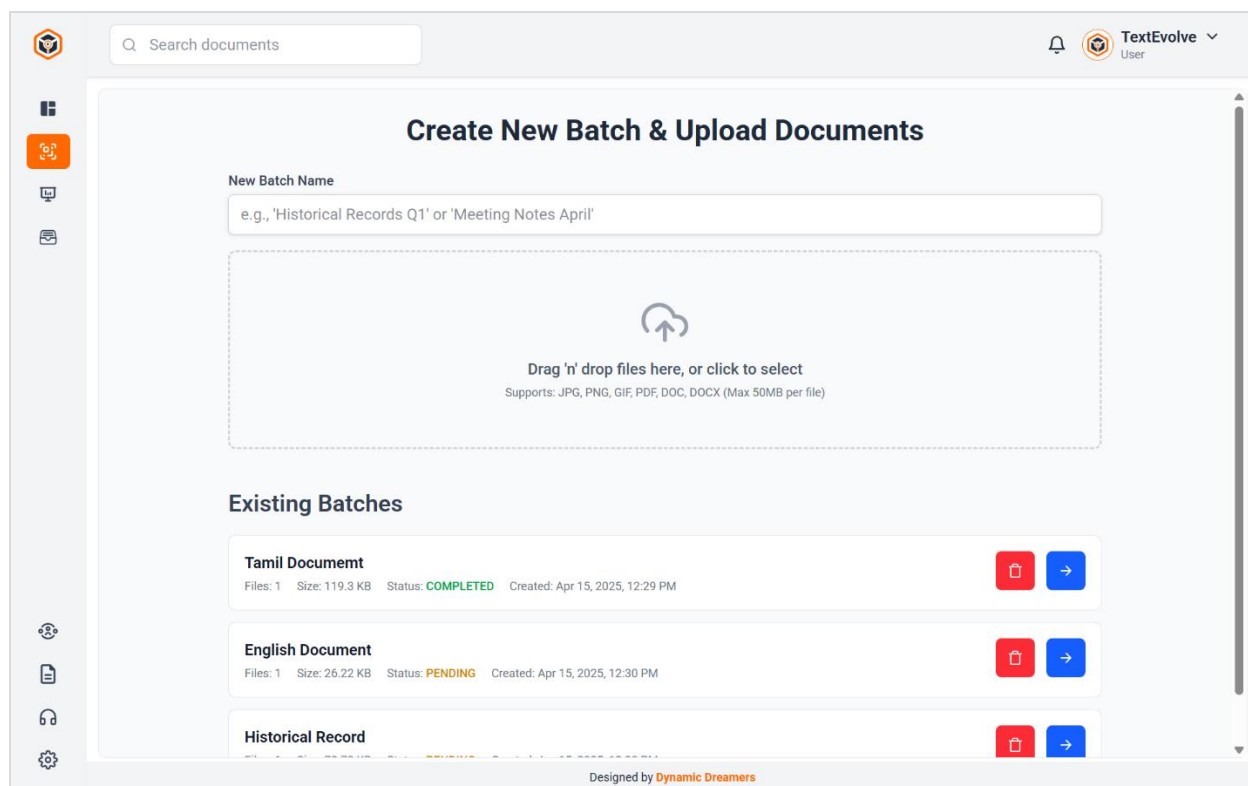 Search documents
TextEvolve
User
Create New Batch & Upload Documents
New Batch Name
e.g., 'Historical Records Q1' or 'Meeting Notes April'
Drag 'n' drop files here, or click to select
Supports: JPG, PNG, GIF, PDF, DOC, DOCX (Max 50MB per file)
Existing Batches
Tamil Documemt
Files: 1 Size: 119.3 KB Status: COMPLETED Created: Apr 15, 2025, 12:29 PM
English Document
Files: 1 Size: 26.22 KB Status: PENDING Created: Apr 15, 2025, 12:30 PM
Historical Record
Designed by Dynamic Dreamers